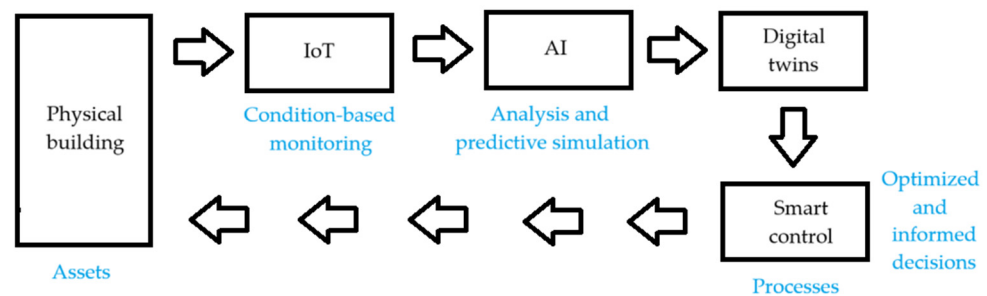 Physical
building
Assets
IoT
Condition-based
monitoring
AI
Analysis and
predictive simulation
Digital
twins
Smart
control
Processes
Optimized
and
informed
decisions